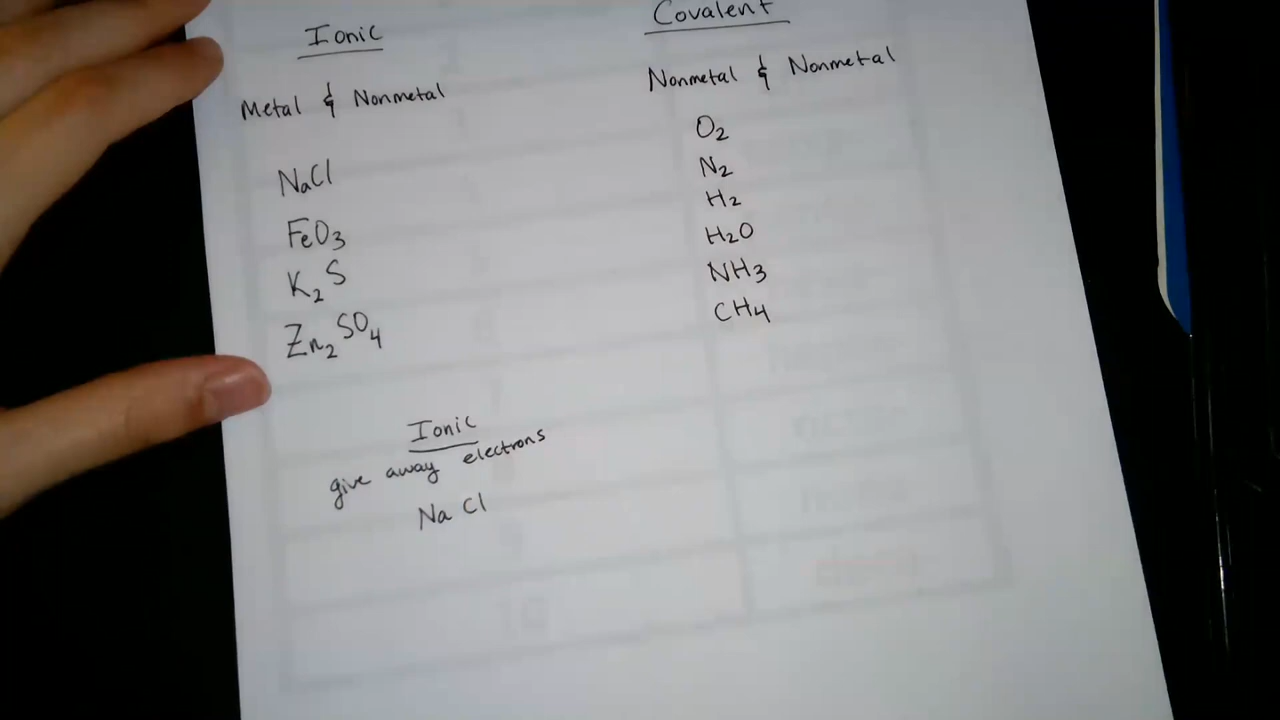 Ionic
Metal & Nonmetal
NaCl
FeO₃
K₂S
Zn₂SO₄
Covalent
Nonmetal & Nonmetal
O₂
N₂
H₂
H₂O
NH₃
CH₄
Ionic
give away electrons
Na Cl